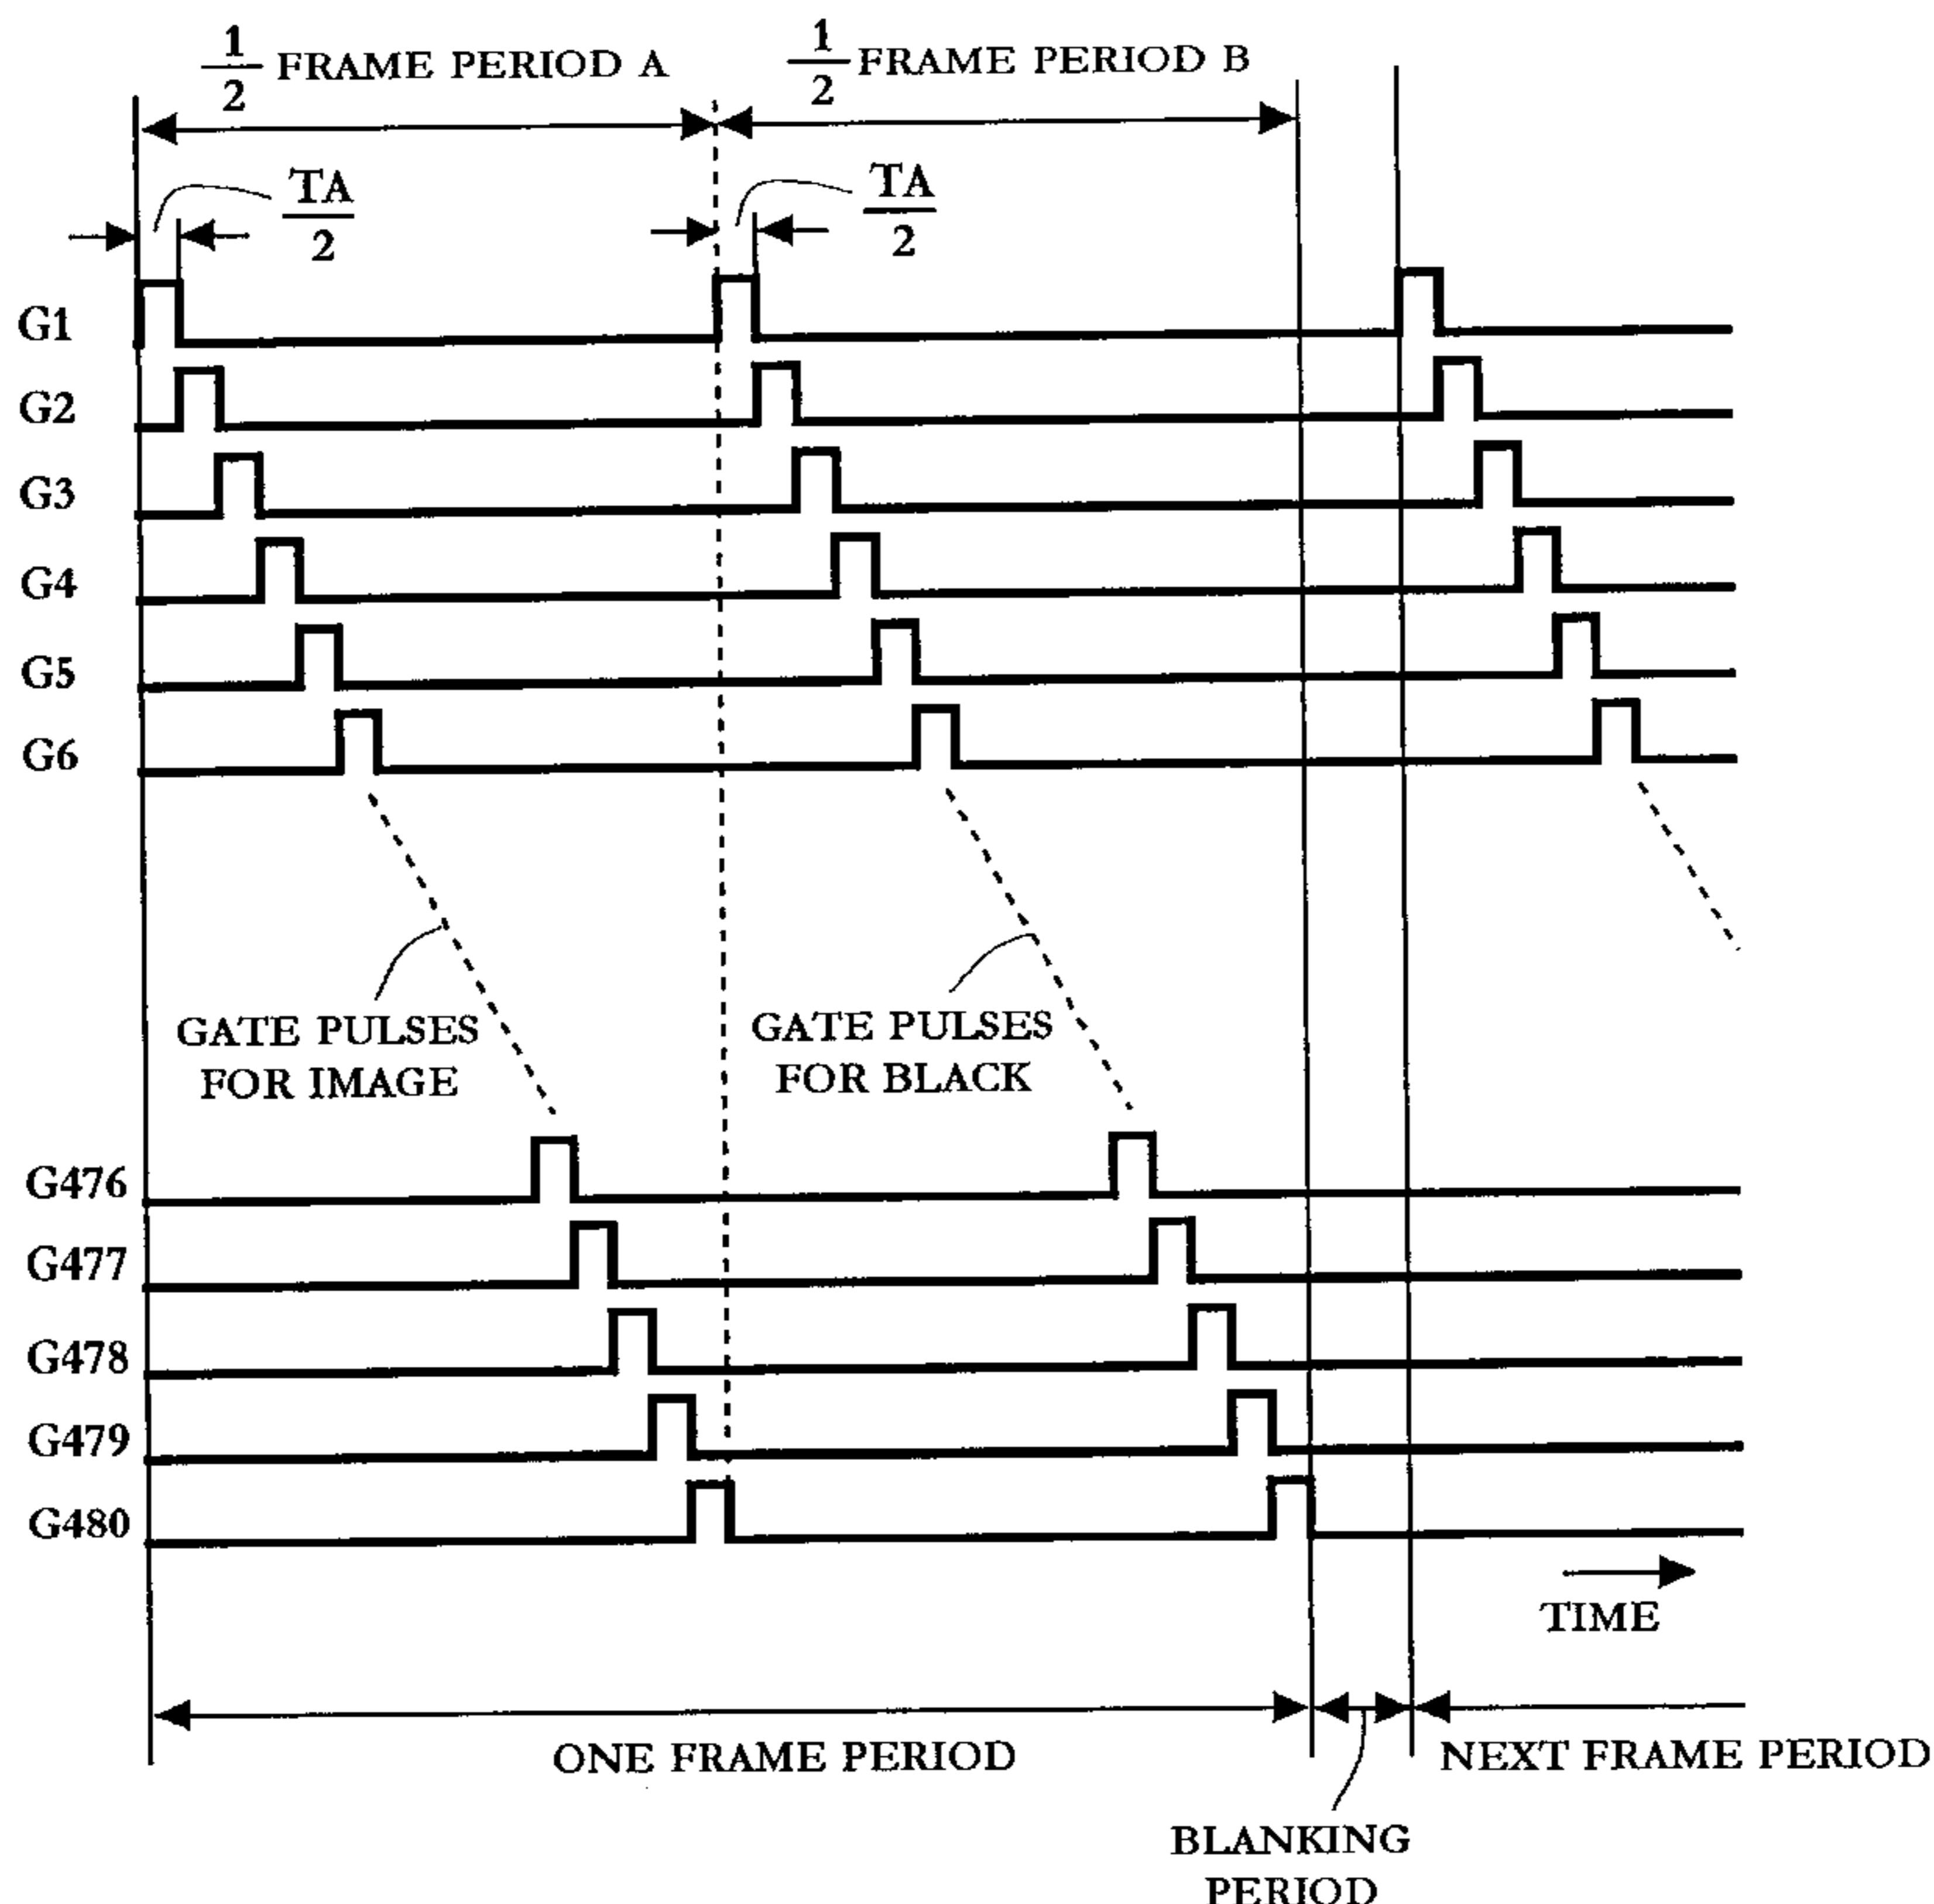 1/2 FRAME PERIOD A
1/2 FRAME PERIOD B
TA/2
TA/2
G1
G2
G3
G4
G5
G6
GATE PULSES
FOR IMAGE
GATE PULSES
FOR BLACK
G476
G477
G478
G479
G480
TIME
ONE FRAME PERIOD
NEXT FRAME PERIOD
BLANKING
PERIOD